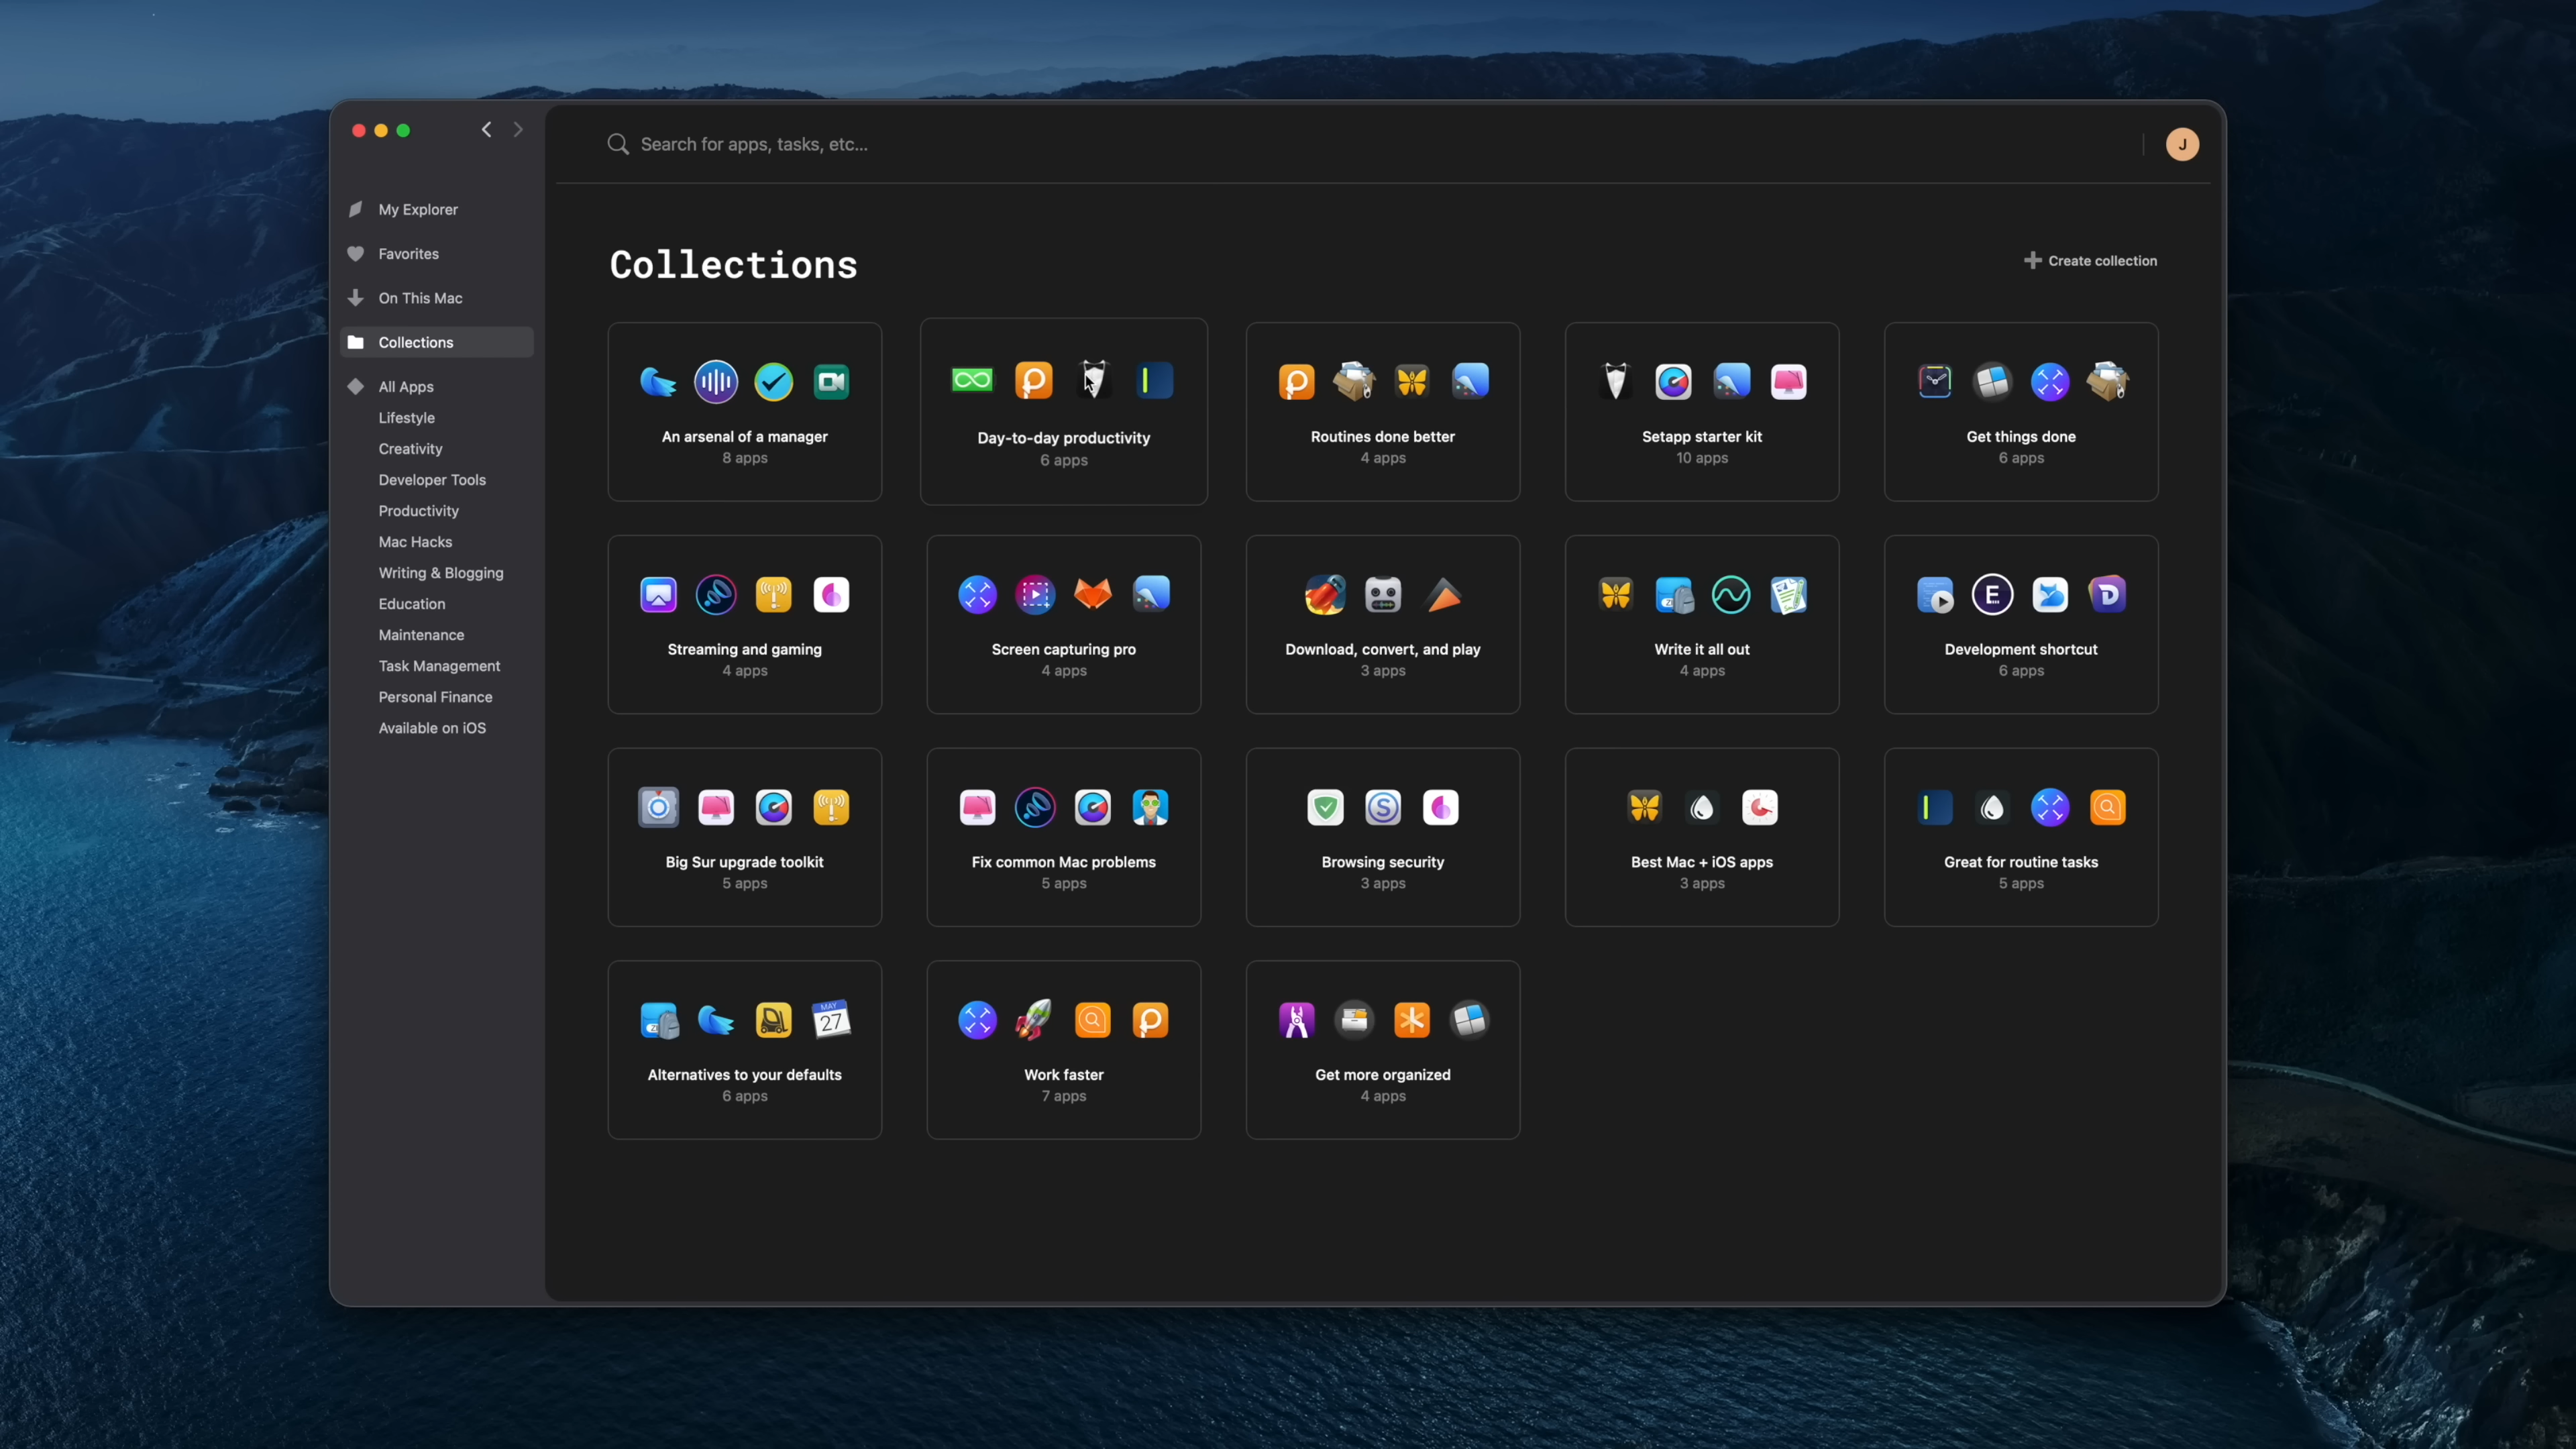 Search for apps, tasks, etc...
J
My Explorer
Favorites
On This Mac
Collections
All Apps
Lifestyle
Creativity
Developer Tools
Productivity
Mac Hacks
Writing & Blogging
Education
Maintenance
Task Management
Personal Finance
Available on iOS
Collections
Create collection
An arsenal of a manager
8 apps
Day-to-day productivity
6 apps
Routines done better
4 apps
Setapp starter kit
10 apps
Get things done
6 apps
Streaming and gaming
4 apps
Screen capturing pro
4 apps
Download, convert, and play
3 apps
Write it all out
4 apps
E
D
Development shortcut
6 apps
Big Sur upgrade toolkit
5 apps
Fix common Mac problems
5 apps
S
Browsing security
3 apps
Best Mac + iOS apps
3 apps
Great for routine tasks
5 apps
MAY
27
Alternatives to your defaults
6 apps
Work faster
7 apps
Get more organized
4 apps